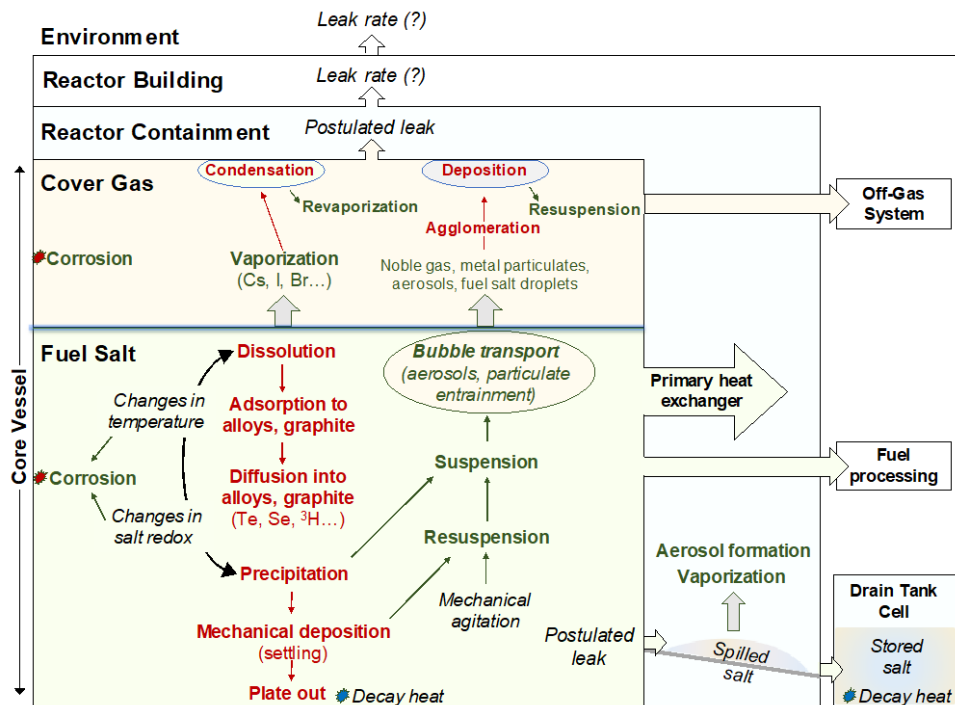 Leak rate (?)
Environment
Reactor Building
Leak rate (?)
Reactor Containment
Postulated leak
Cover Gas
Condensation
Revaporization
Deposition
Resuspension
Agglomeration
Corrosion
Vaporization
(Cs, I, Br…)
Noble gas, metal particulates,
aerosols, fuel salt droplets
Off-Gas
System
Core Vessel
Fuel Salt
Dissolution
Bubble transport
(aerosols, particulate
entrainment)
Changes in
temperature
Adsorption to
alloys, graphite
Primary heat
exchanger
Corrosion
Diffusion into
alloys, graphite
(Te, Se, ³H…)
Suspension
Fuel
processing
Changes in
salt redox
Resuspension
Precipitation
Mechanical
agitation
Aerosol formation
Vaporization
Mechanical deposition
(settling)
Postulated
leak
Spilled
salt
Drain Tank
Cell
Stored
salt
Decay heat
Plate out
Decay heat